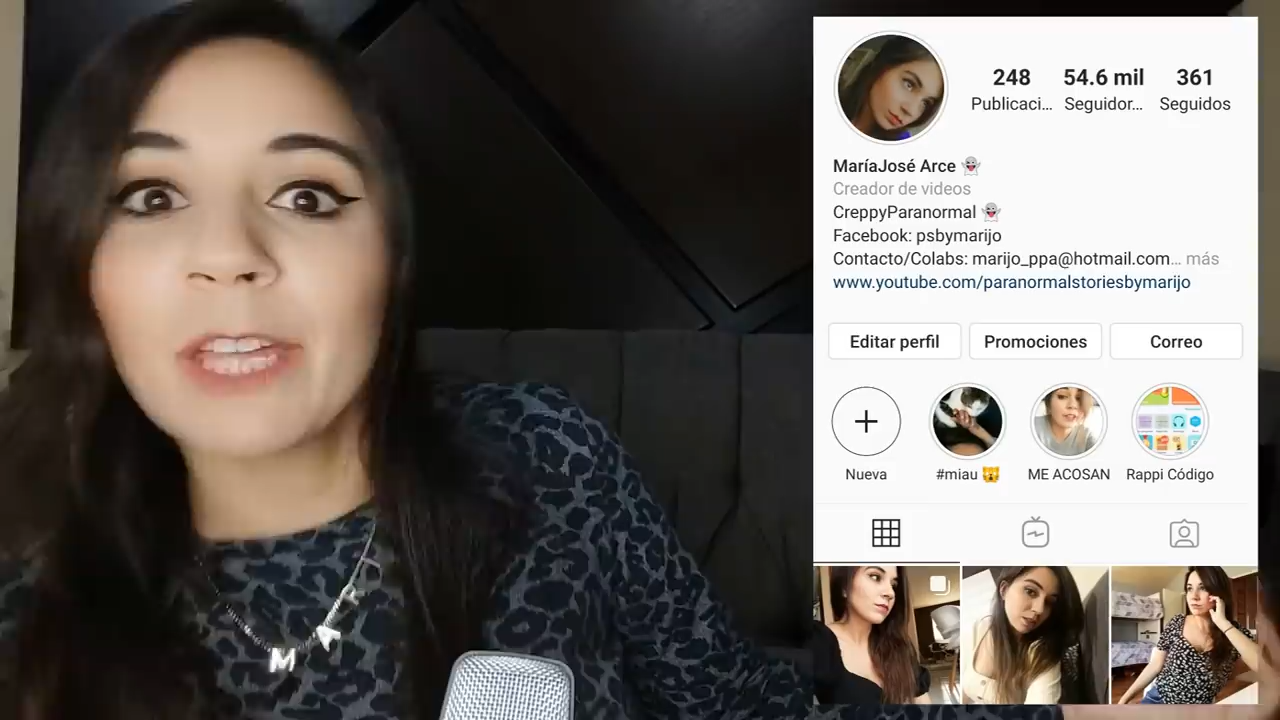 248 54.6 mil 361
Publicaci... Seguidor... Seguidos
MaríaJosé Arce 👻
Creador de videos
CreppyParanormal 👻
Facebook: psbymarijo
Contacto/Colabs: marijo_ppa@hotmail.com... más
www.youtube.com/paranormalstoriesbymarijo
Editar perfil Promociones Correo
Nueva #miau 🐱 ME ACOSAN Rappi Código
M A